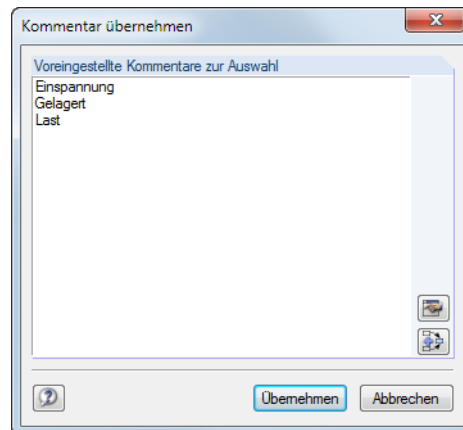 Kommentar übernehmen
Voreingestellte Kommentare zur Auswahl
Einspannung
Gelagert
Last
Übernehmen
Abbrechen